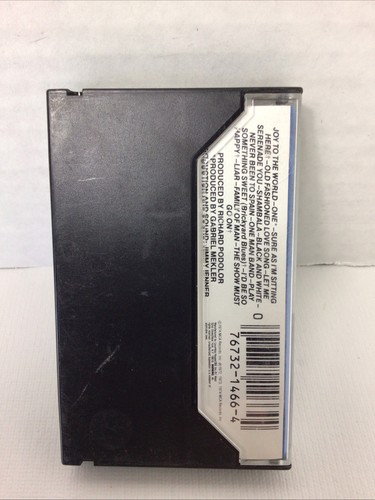 JOY TO THE WORLD–ONE*–SURE AS I'M SITTING
HERE†–OLD FASHIONED LOVE SONG–LET ME
SERENADE YOU–SHAMBALA–BLACK AND WHITE–
NEVER BEEN TO SPAIN–ONE MAN BAND–PLAY
SOMETHING SWEET (Brickyard Blues)†–I'D BE SO
HAPPY†–LIAR–FAMILY OF MAN–THE SHOW MUST
GO ON†
PRODUCED BY RICHARD PODOLOR
*PRODUCED BY GABRIEL MEKLER
PRODUCTION AND SOUND: JIMMY IENNER
0
76732-1466-4